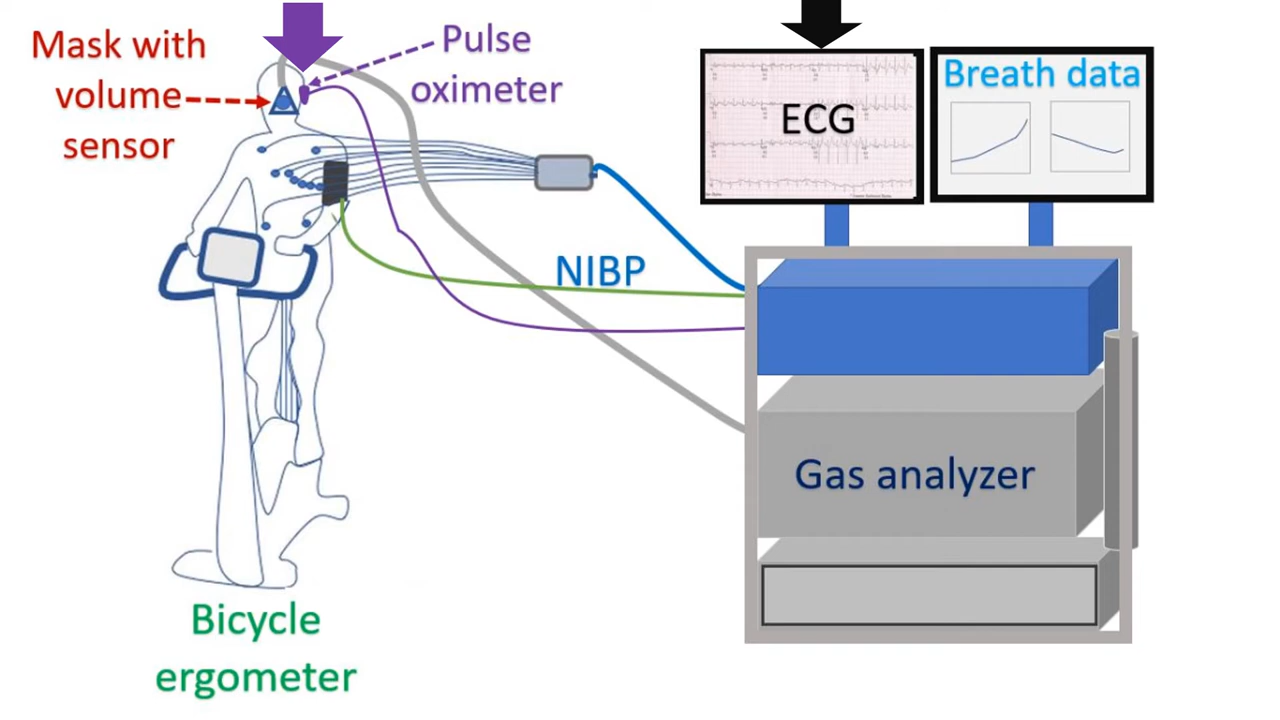 Mask with
volume
sensor
Pulse
oximeter
ECG
Breath data
NIBP
Gas analyzer
Bicycle
ergometer